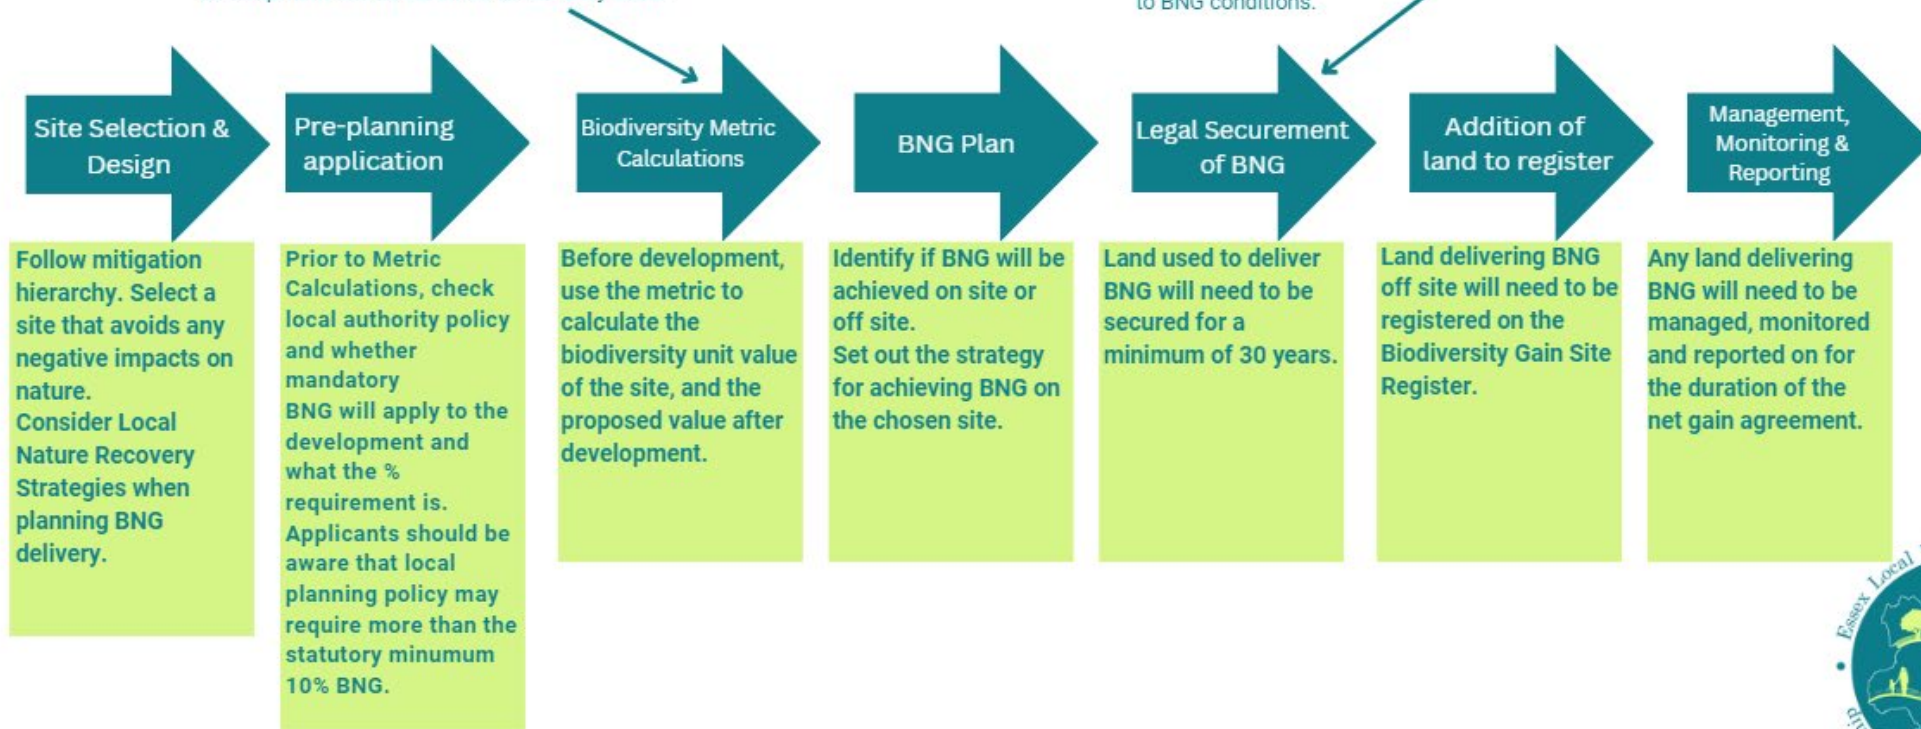 to BNG conditions.
Site Selection &
Design
Pre-planning
application
Biodiversity Metric
Calculations
BNG Plan
Legal Securement
of BNG
Addition of
land to register
Management,
Monitoring &
Reporting
Follow mitigation
hierarchy. Select a
site that avoids any
negative impacts on
nature.
Consider Local
Nature Recovery
Strategies when
planning BNG
delivery.
Prior to Metric
Calculations, check
local authority policy
and whether
mandatory
BNG will apply to the
development and
what the %
requirement is.
Applicants should be
aware that local
planning policy may
require more than the
statutory minumum
10% BNG.
Before development,
use the metric to
calculate the
biodiversity unit value
of the site, and the
proposed value after
development.
Identify if BNG will be
achieved on site or
off site.
Set out the strategy
for achieving BNG on
the chosen site.
Land used to deliver
BNG will need to be
secured for a
minimum of 30 years.
Land delivering BNG
off site will need to be
registered on the
Biodiversity Gain Site
Register.
Any land delivering
BNG will need to be
managed, monitored
and reported on for
the duration of the
net gain agreement.
Essex Local